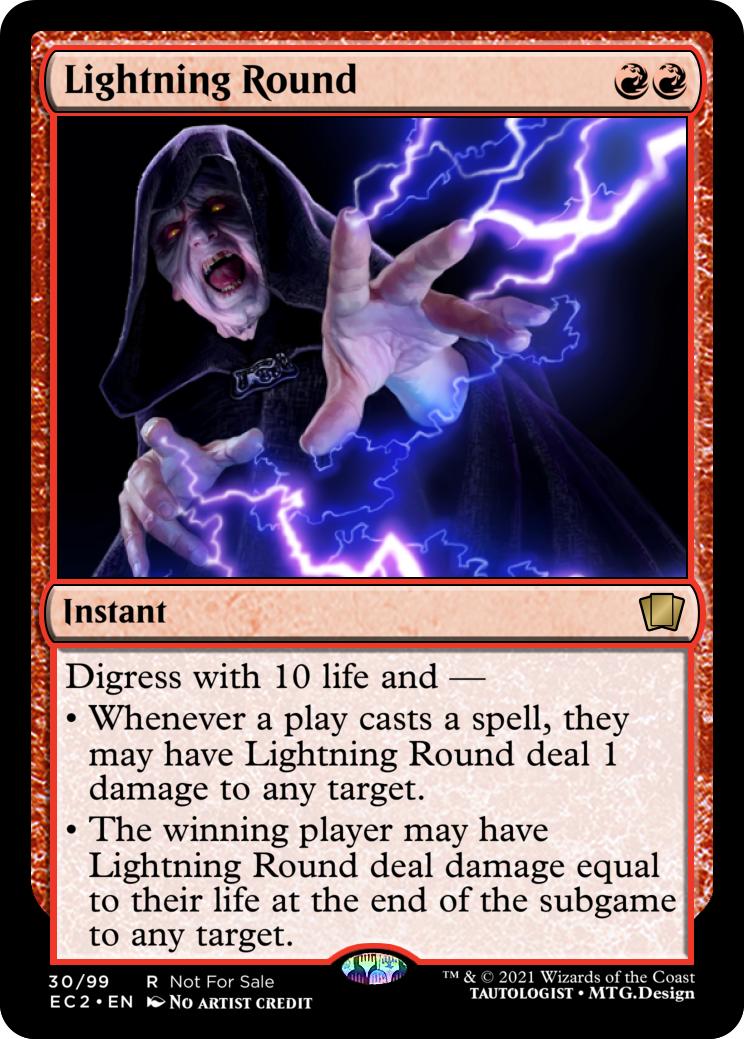 Lightning Round
Instant
Digress with 10 life and —
• Whenever a play casts a spell, they
may have Lightning Round deal 1
damage to any target.
• The winning player may have
Lightning Round deal damage equal
to their life at the end of the subgame
to any target.
30/99 R Not For Sale
EC2 • EN No artist credit
™ & © 2021 Wizards of the Coast
TAUTOLOGIST • MTG.Design